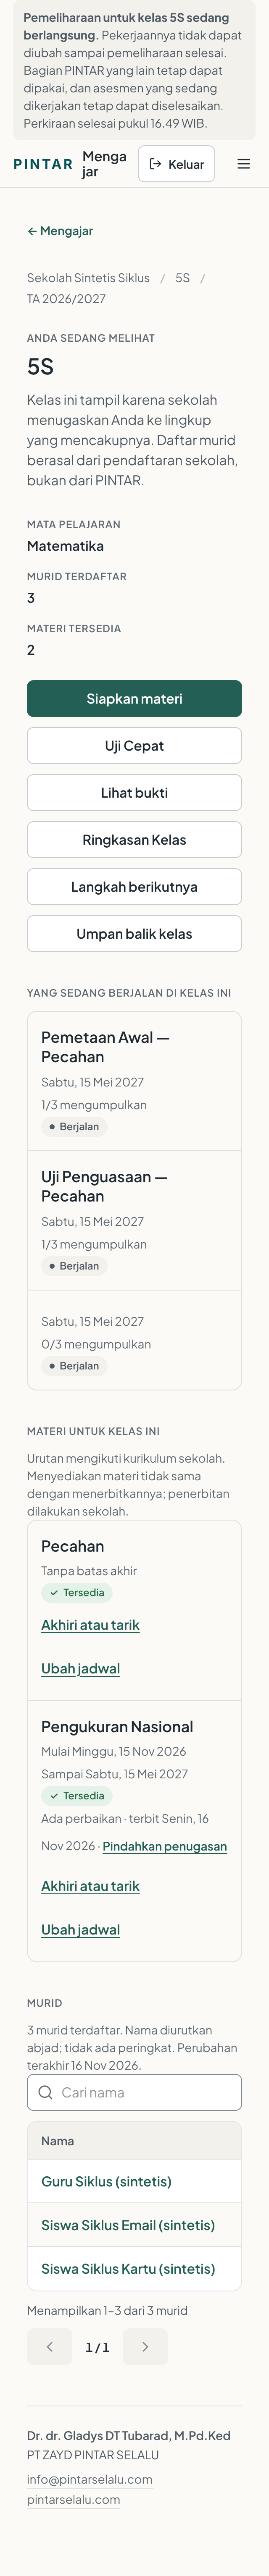 Pemeliharaan untuk kelas 5S sedang
berlangsung. Pekerjaannya tidak dapat
diubah sampai pemeliharaan selesai.
Bagian PINTAR yang lain tetap dapat
dipakai, dan asesmen yang sedang
dikerjakan tetap dapat diselesaikan.
Perkiraan selesai pukul 16.49 WIB.
PINTAR
Menga
jar
Keluar
← Mengajar
Sekolah Sintetis Siklus / 5S /
TA 2026/2027
ANDA SEDANG MELIHAT
5S
Kelas ini tampil karena sekolah
menugaskan Anda ke lingkup
yang mencakupnya. Daftar murid
berasal dari pendaftaran sekolah,
bukan dari PINTAR.
MATA PELAJARAN
Matematika
MURID TERDAFTAR
3
MATERI TERSEDIA
2
Siapkan materi
Uji Cepat
Lihat bukti
Ringkasan Kelas
Langkah berikutnya
Umpan balik kelas
YANG SEDANG BERJALAN DI KELAS INI
Pemetaan Awal —
Pecahan
Sabtu, 15 Mei 2027
1/3 mengumpulkan
Berjalan
Uji Penguasaan —
Pecahan
Sabtu, 15 Mei 2027
1/3 mengumpulkan
Berjalan
Sabtu, 15 Mei 2027
0/3 mengumpulkan
Berjalan
MATERI UNTUK KELAS INI
Urutan mengikuti kurikulum sekolah.
Menyediakan materi tidak sama
dengan menerbitkannya; penerbitan
dilakukan sekolah.
Pecahan
Tanpa batas akhir
✓ Tersedia
Akhiri atau tarik
Ubah jadwal
Pengukuran Nasional
Mulai Minggu, 15 Nov 2026
Sampai Sabtu, 15 Mei 2027
✓ Tersedia
Ada perbaikan · terbit Senin, 16
Nov 2026 · Pindahkan penugasan
Akhiri atau tarik
Ubah jadwal
MURID
3 murid terdaftar. Nama diurutkan
abjad; tidak ada peringkat. Perubahan
terakhir 16 Nov 2026.
Cari nama
Nama
Guru Siklus (sintetis)
Siswa Siklus Email (sintetis)
Siswa Siklus Kartu (sintetis)
Menampilkan 1–3 dari 3 murid
1 / 1
Dr. dr. Gladys DT Tubarad, M.Pd.Ked
PT ZAYD PINTAR SELALU
info@pintarselalu.com
pintarselalu.com